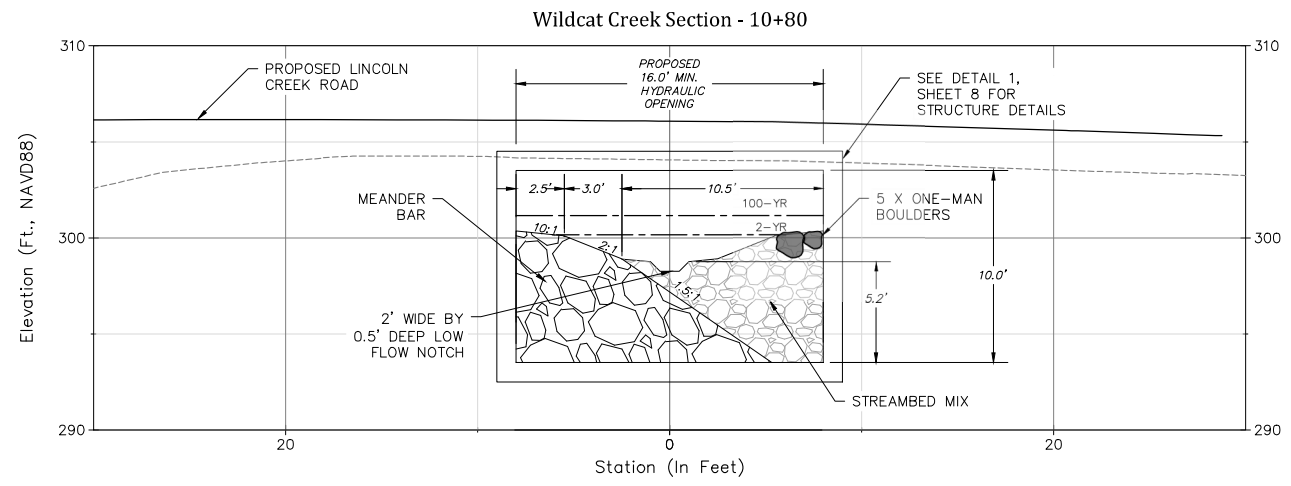 Wildcat Creek Section - 10+80
310
310
PROPOSED LINCOLN
CREEK ROAD
PROPOSED
16.0' MIN.
HYDRAULIC
OPENING
SEE DETAIL 1,
SHEET 8 FOR
STRUCTURE DETAILS
Elevation (Ft., NAVD88)
2.5'
3.0'
10.5'
MEANDER
BAR
100-YR
5 X ONE-MAN
BOULDERS
2-YR
10:1
2:1
300
300
10.0'
1.5:1
5.2'
2' WIDE BY
0.5' DEEP LOW
FLOW NOTCH
STREAMBED MIX
290
290
20
0
20
Station (In Feet)